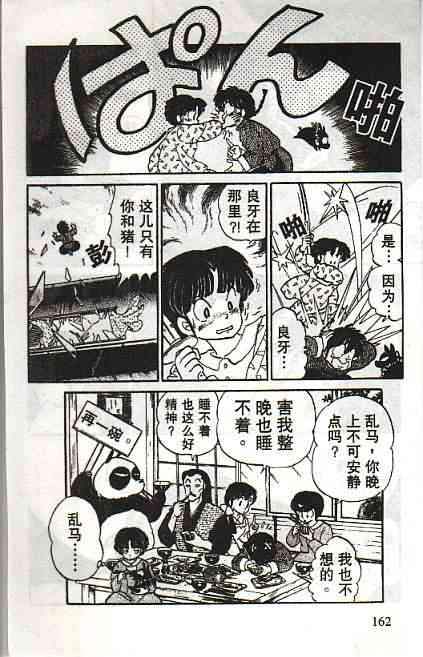 ぱん
啪
啪
啪
是…
因为…
良牙…
良牙在
那里?!
这儿只有
你和猪！
彭
乱马，你晚
上不可安静
点吗？
我也不
想的。
害我整
晚也睡
不着。
睡不着
也这么好
精神？
再一碗。
乱马……
162